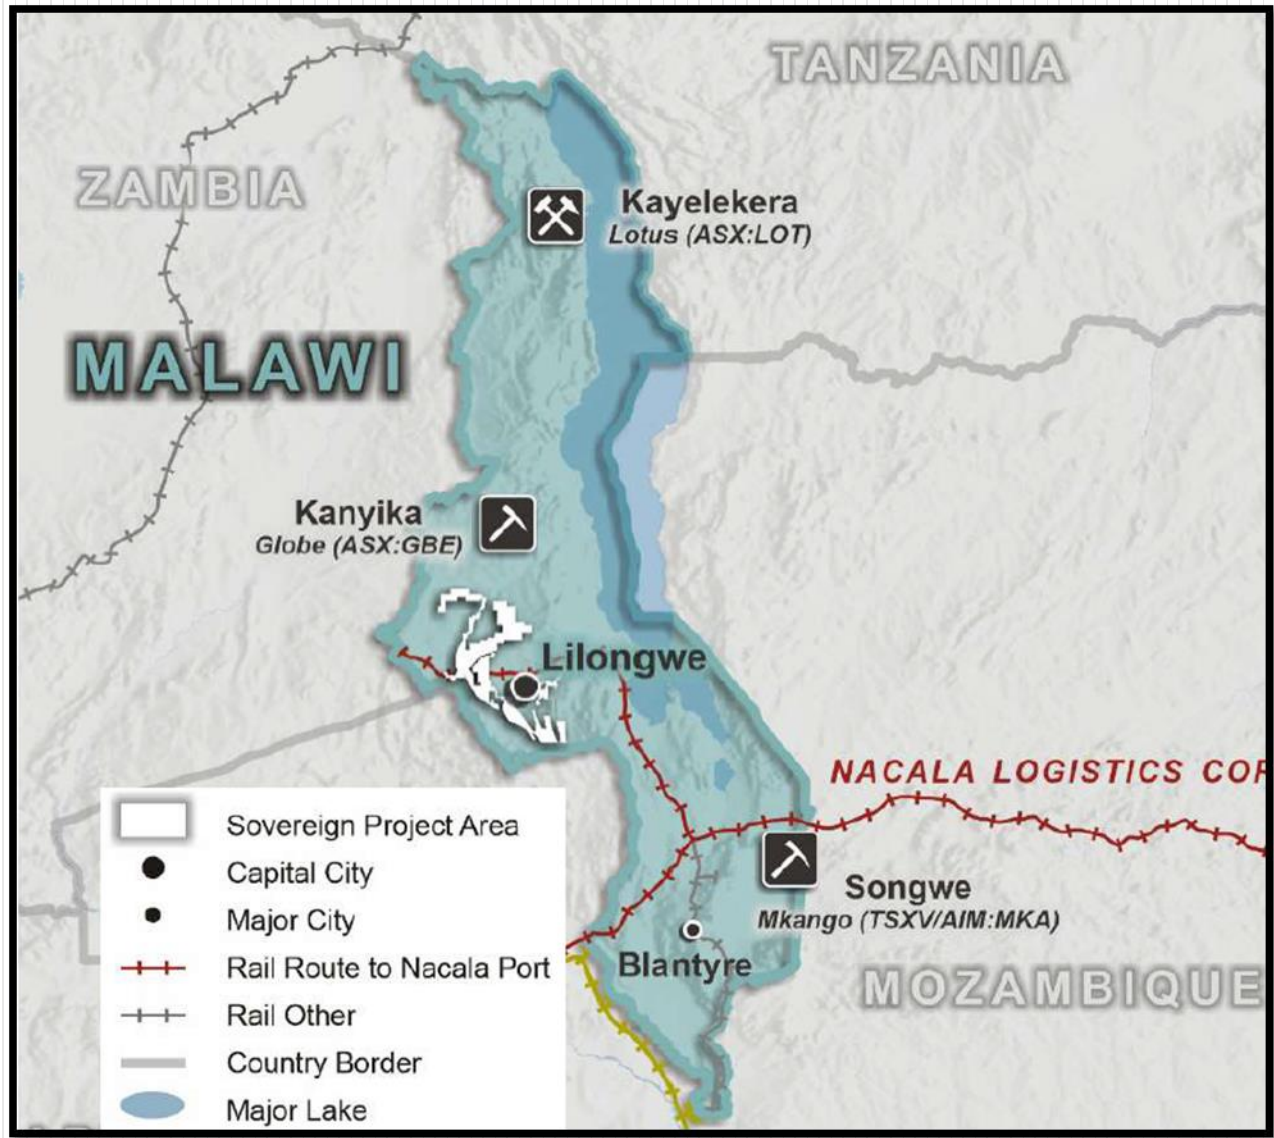 TANZANIA
ZAMBIA
Kayelekera
Lotus (ASX:LOT)
MALAWI
Kanyika
Globe (ASX:GBE)
Lilongwe
NACALA LOGISTICS COR
Songwe
Mkango (TSXV/AIM:MKA)
Blantyre
MOZAMBIQUE
Sovereign Project Area
Capital City
Major City
Rail Route to Nacala Port
Rail Other
Country Border
Major Lake